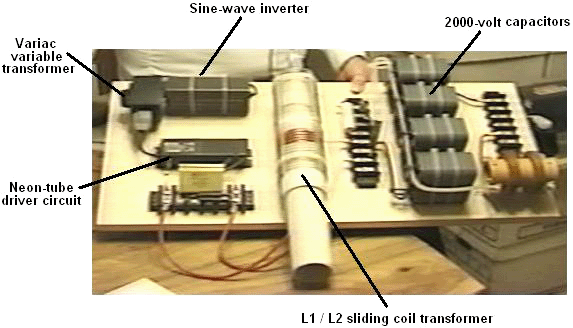 Sine-wave inverter
2000-volt capacitors
Variac
variable
transformer
Neon-tube
driver circuit
L1 / L2 sliding coil transformer